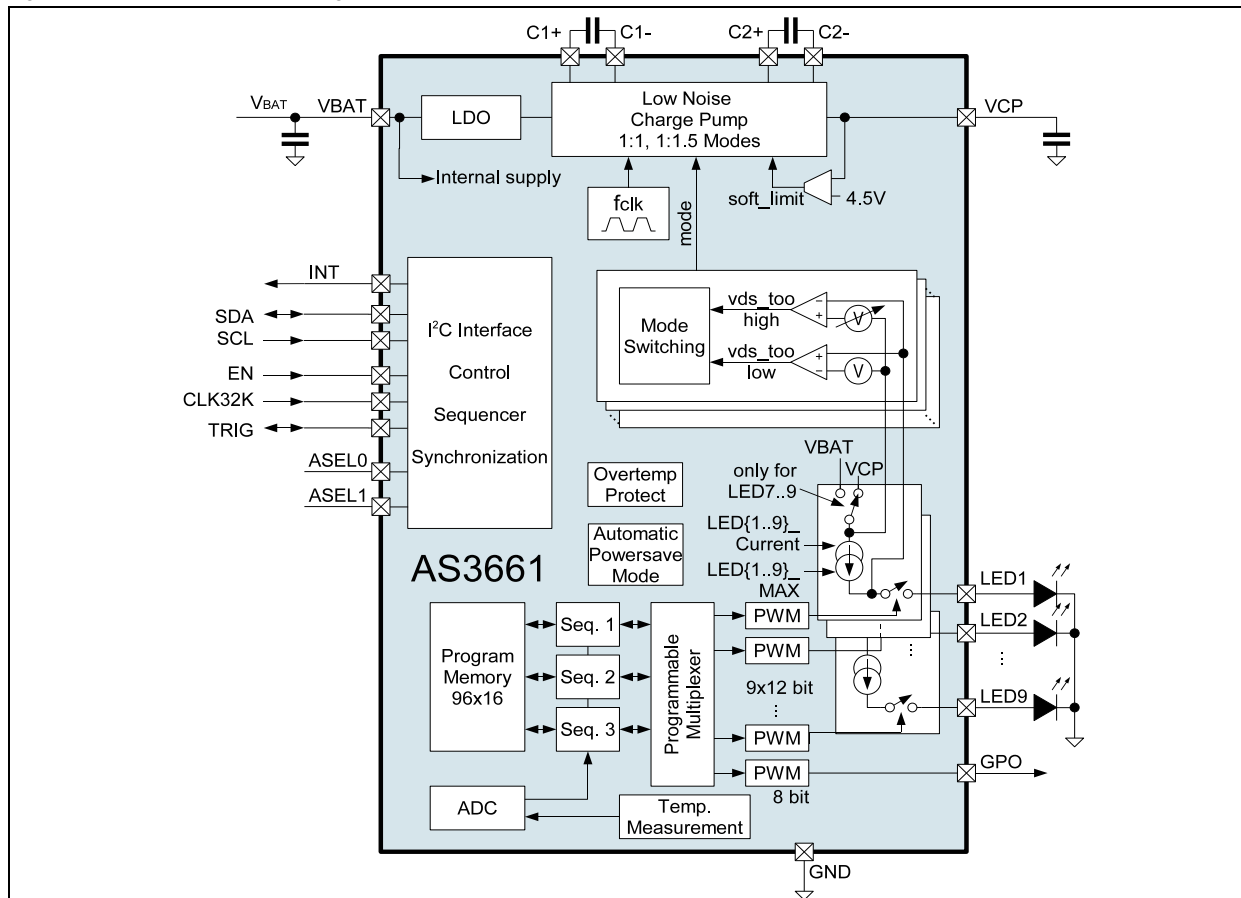 C1+
C1-
C2+
C2-
VBAT
VBAT
LDO
Low Noise
Charge Pump
1:1, 1:1.5 Modes
VCP
Internal supply
fclk
mode
soft_limit
4.5V
INT
SDA
SCL
EN
CLK32K
TRIG
ASEL0
ASEL1
I²C Interface
Control
Sequencer
Synchronization
Mode
Switching
vds_too
high
vds_too
low
+
V
+
V
VBAT
VCP
only for
LED7..9
Overtemp
Protect
Automatic
Powersave
Mode
LED{1..9}_
Current
LED{1..9}_
MAX
AS3661
Program
Memory
96x16
Seq. 1
Seq. 2
Seq. 3
Programmable
Multiplexer
PWM
PWM
9x12 bit
PWM
PWM
8 bit
LED1
LED2
LED9
GPO
ADC
Temp.
Measurement
GND